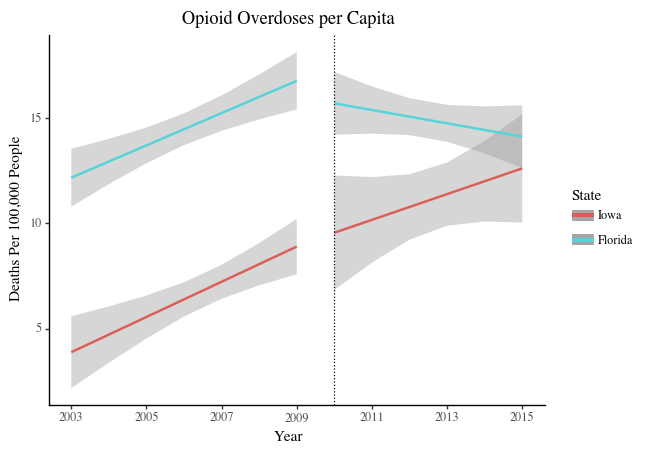 Opioid Overdoses per Capita
Deaths Per 100,000 People
15
10
5
2003 2005 2007 2009 2011 2013 2015
Year
State
Iowa
Florida